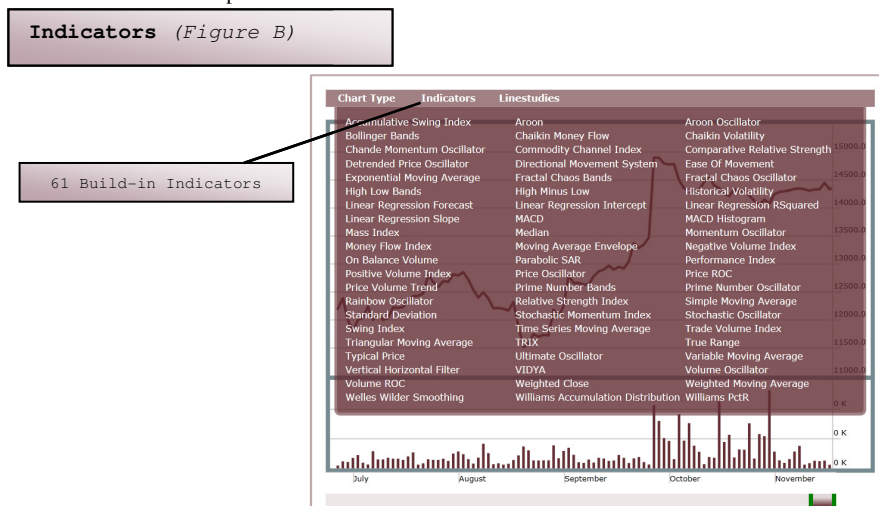 Indicators (Figure B)
Chart Type Indicators Linestudies
Accumulative Swing Index Aroon Aroon Oscillator
Bollinger Bands Chaikin Money Flow Chaikin Volatility
Chande Momentum Oscillator Commodity Channel Index Comparative Relative Strength
15000.0
Detrended Price Oscillator Directional Movement System Ease Of Movement
61 Build-in Indicators
Exponential Moving Average Fractal Chaos Bands Fractal Chaos Oscillator
14500.0
High Low Bands High Minus Low Historical Volatility
14000.0
Linear Regression Forecast Linear Regression Intercept Linear Regression RSquared
Linear Regression Slope MACD MACD Histogram
13500.0
Mass Index Median Momentum Oscillator
Money Flow Index Moving Average Envelope Negative Volume Index
13000.0
On Balance Volume Parabolic SAR Performance Index
Positive Volume Index Price Oscillator Price ROC
12500.0
Price Volume Trend Prime Number Bands Prime Number Oscillator
Rainbow Oscillator Relative Strength Index Simple Moving Average
12000.0
Standard Deviation Stochastic Momentum Index Stochastic Oscillator
Swing Index Time Series Moving Average Trade Volume Index
11500.0
Triangular Moving Average TRIX True Range
Typical Price Ultimate Oscillator Variable Moving Average
11000.0
Vertical Horizontal Filter VIDYA Volume Oscillator
Volume ROC Weighted Close Weighted Moving Average
Welles Wilder Smoothing Williams Accumulation Distribution Williams PctR
0 K
0 K
0 K
July August September October November